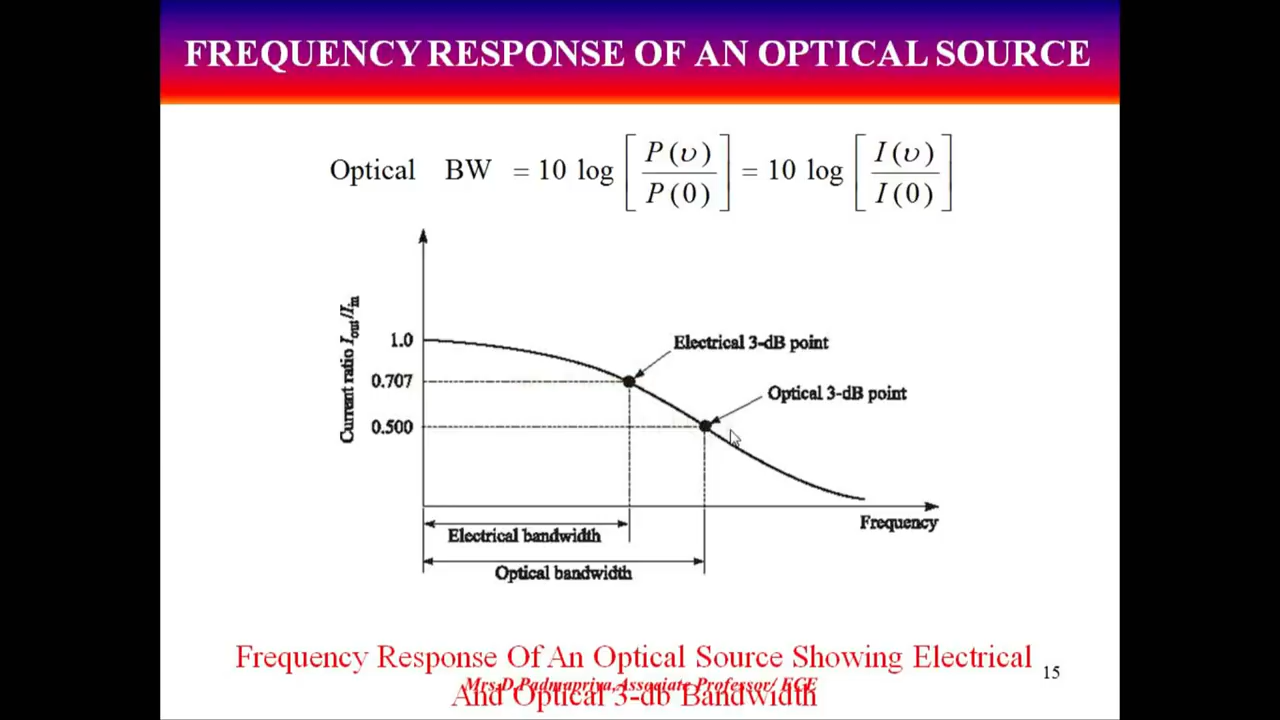 FREQUENCY RESPONSE OF AN OPTICAL SOURCE
Optical BW = 10 log [ P(υ) / P(0) ] = 10 log [ I(υ) / I(0) ]
Current ratio Iout/Iin
1.0
0.707
0.500
Electrical 3-dB point
Optical 3-dB point
Frequency
Electrical bandwidth
Optical bandwidth
Frequency Response Of An Optical Source Showing Electrical
And Optical 3-db Bandwidth
Mrs.D.Padmapriya,Associate Professor/ ECE
15